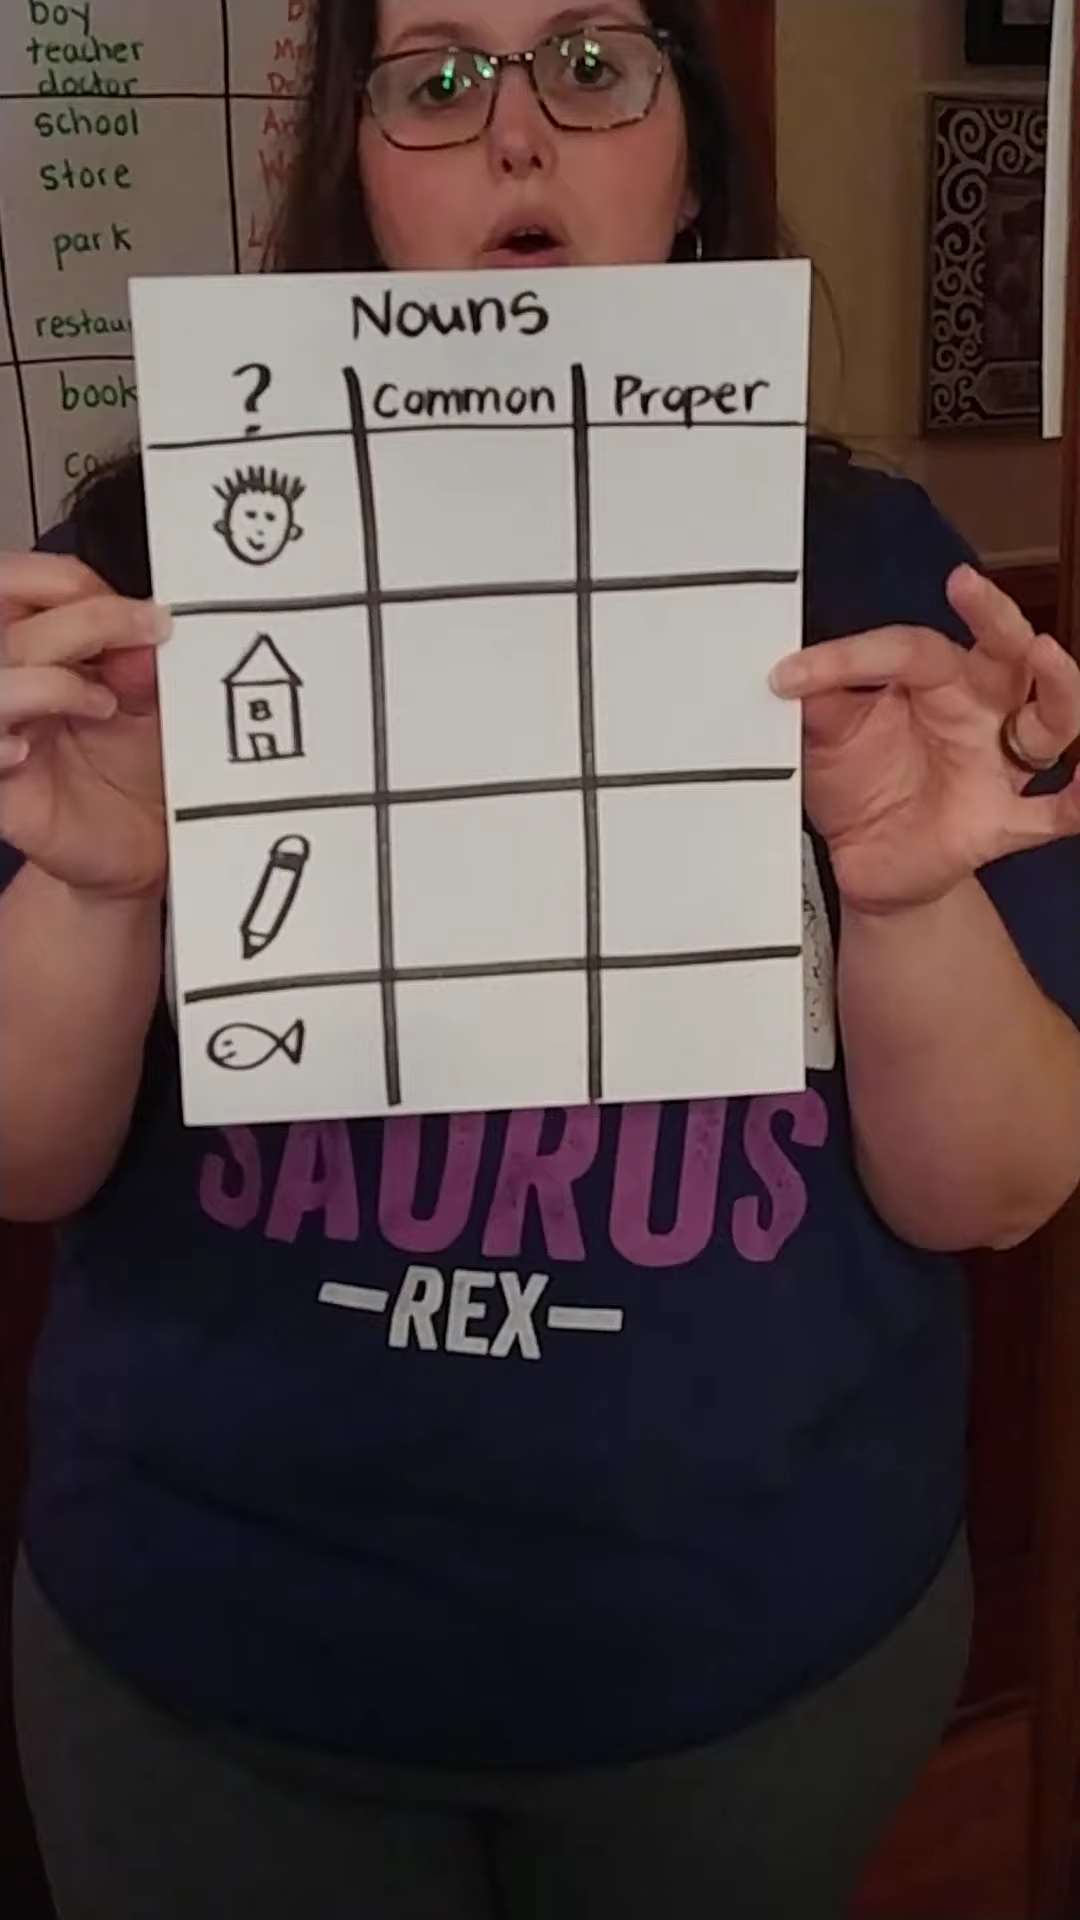 boy
teacher
doctor
school
store
park
book
Nouns
? Common Proper
B
SAURUS
-REX-